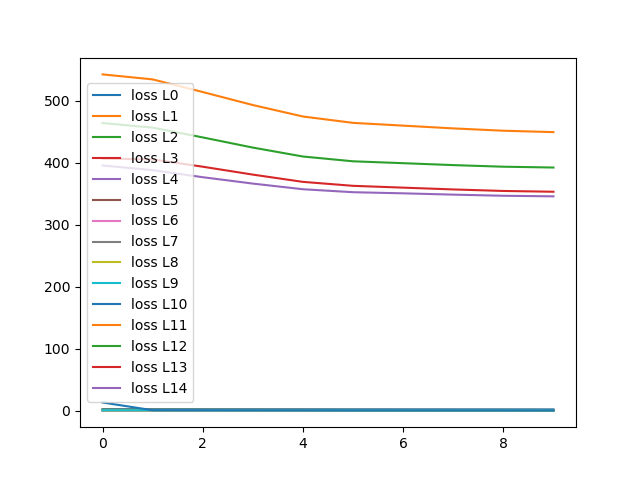 500
400
300
200
100
0
loss L0
loss L1
loss L2
loss L3
loss L4
loss L5
loss L6
loss L7
loss L8
loss L9
loss L10
loss L11
loss L12
loss L13
loss L14
0 2 4 6 8